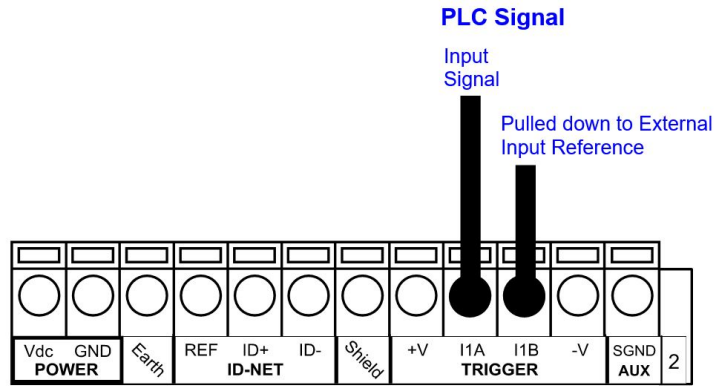 PLC Signal
Input
Signal
Pulled down to External
Input Reference
Vdc GND Earth REF ID+ ID- Shield +V I1A I1B -V SGND 2
POWER ID-NET TRIGGER AUX